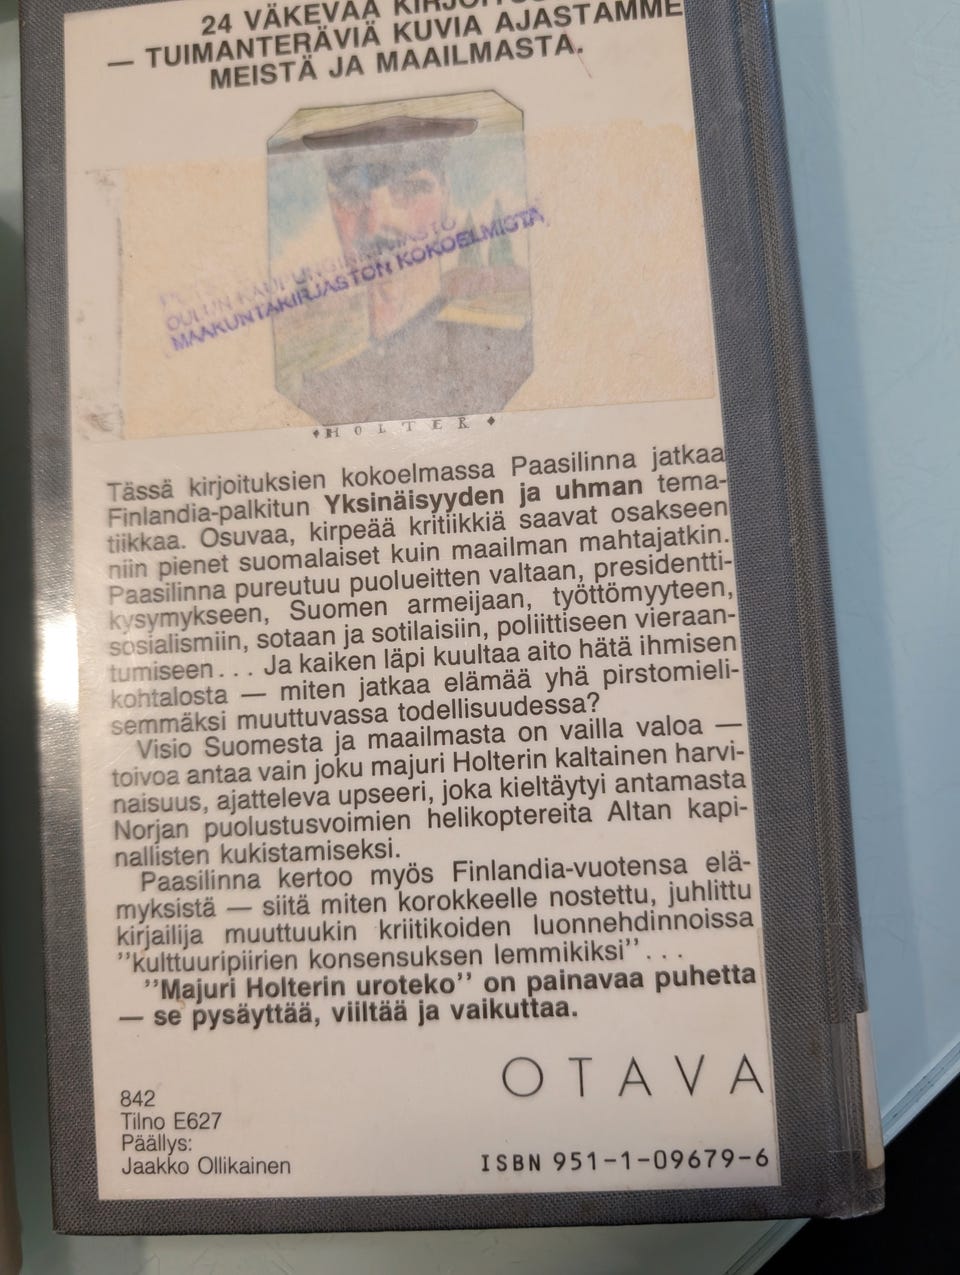 24 VÄKEVÄÄ
— TUIMANTERÄVIÄ KUVIA AJASTAMME
MEISTÄ JA MAAILMASTA.
OULUN KAUPUNGINKIRJASTO
MAAKUNTAKIRJASTON KOKOELMISTA
♦ H O L T E R ♦
Tässä kirjoituksien kokoelmassa Paasilinna jatkaa
Finlandia-palkitun Yksinäisyyden ja uhman tema-
tiikkaa. Osuvaa, kirpeää kritiikkiä saavat osakseen
niin pienet suomalaiset kuin maailman mahtajatkin.
Paasilinna pureutuu puolueitten valtaan, presidentti-
kysymykseen, Suomen armeijaan, työttömyyteen,
sosialismiin, sotaan ja sotilaisiin, poliittiseen vieraan-
tumiseen... Ja kaiken läpi kuultaa aito hätä ihmisen
kohtalosta — miten jatkaa elämää yhä pirstomieli-
semmäksi muuttuvassa todellisuudessa?
Visio Suomesta ja maailmasta on vailla valoa —
toivoa antaa vain joku majuri Holterin kaltainen harvi-
naisuus, ajatteleva upseeri, joka kieltäytyi antamasta
Norjan puolustusvoimien helikoptereita Altan kapi-
nallisten kukistamiseksi.
Paasilinna kertoo myös Finlandia-vuotensa elä-
myksistä — siitä miten korokkeelle nostettu, juhlittu
kirjailija muuttuukin kriitikoiden luonnehdinnoissa
"kulttuuripiirien konsensuksen lemmikiksi"...
"Majuri Holterin uroteko" on painavaa puhetta
— se pysäyttää, viiltää ja vaikuttaa.
OTAVA
842
Tilno E627
Päällys:
Jaakko Ollikainen
ISBN 951-1-09679-6